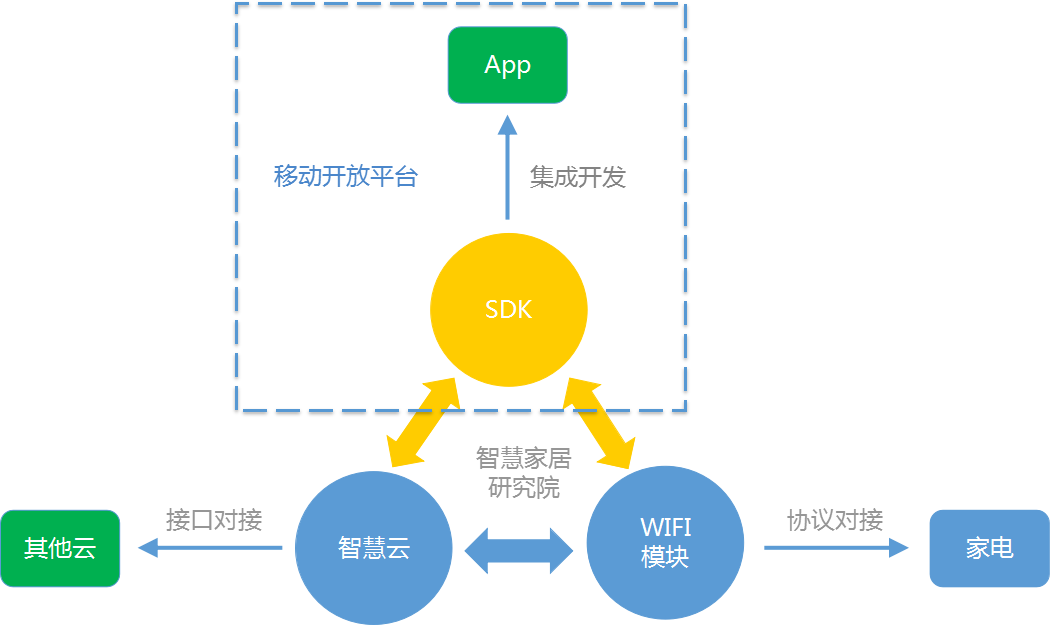 App
移动开放平台
集成开发
SDK
智慧家居
研究院
接口对接
协议对接
其他云
智慧云
WIFI
模块
家电